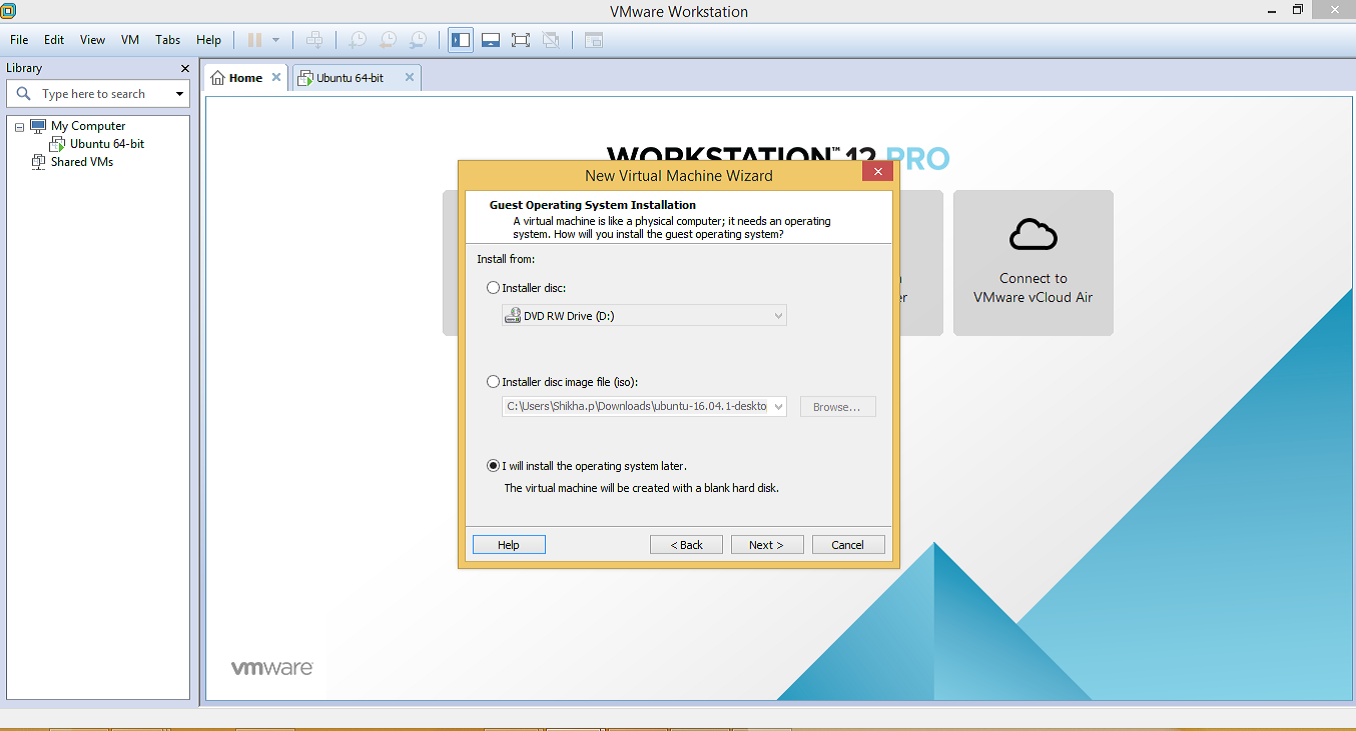 VMware Workstation
File Edit View VM Tabs Help
Library
Type here to search
My Computer
Ubuntu 64-bit
Shared VMs
Home
Ubuntu 64-bit
WORKSTATION™ 12 PRO
New Virtual Machine Wizard
Guest Operating System Installation
A virtual machine is like a physical computer; it needs an operating
system. How will you install the guest operating system?
Install from:
Installer disc:
DVD RW Drive (D:)
Installer disc image file (iso):
C:\Users\Shikha.p\Downloads\ubuntu-16.04.1-deskto
Browse...
I will install the operating system later.
The virtual machine will be created with a blank hard disk.
Help
< Back
Next >
Cancel
Connect to
VMware vCloud Air
vmware